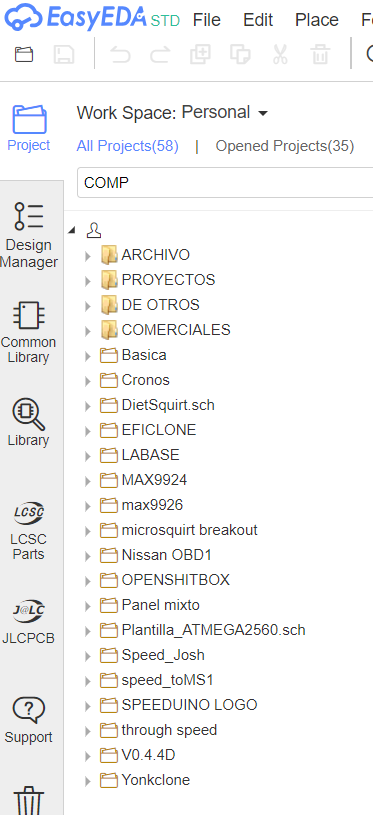 EasyEDA STD File Edit Place
Work Space: Personal
Project
All Projects(58) | Opened Projects(35)
COMP
Design
Manager
Common
Library
Library
LCSC
LCSC
Parts
J@LC
JLCPCB
Support
ARCHIVO
PROYECTOS
DE OTROS
COMERCIALES
Basica
Cronos
DietSquirt.sch
EFICLONE
LABASE
MAX9924
max9926
microsquirt breakout
Nissan OBD1
OPENSHITBOX
Panel mixto
Plantilla_ATMEGA2560.sch
Speed_Josh
speed_toMS1
SPEEDUINO LOGO
through speed
V0.4.4D
Yonkclone